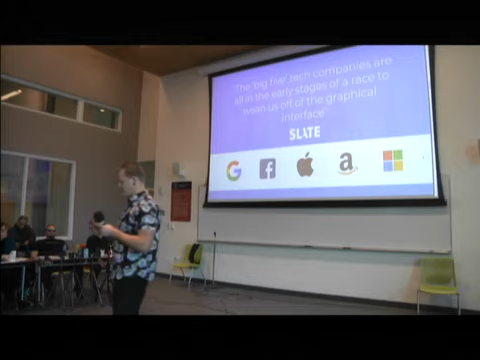 "The 'big five' tech companies are
all in the early stages of a race to
wean us off of the graphical
interface"
SLATE
G
f
a